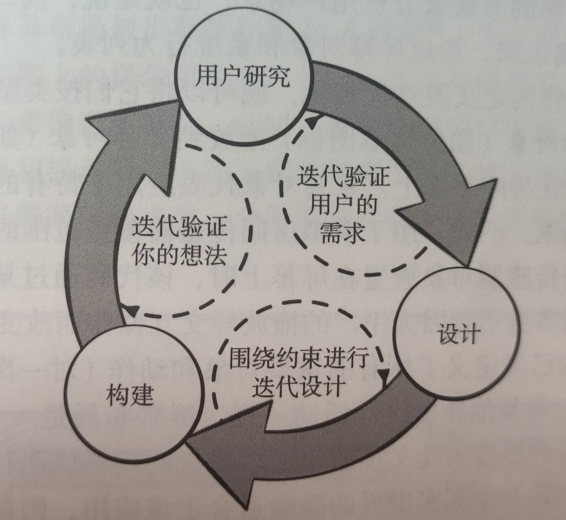 用户研究
迭代验证
用户的
需求
迭代验证
你的想法
设计
围绕约束进行
迭代设计
构建